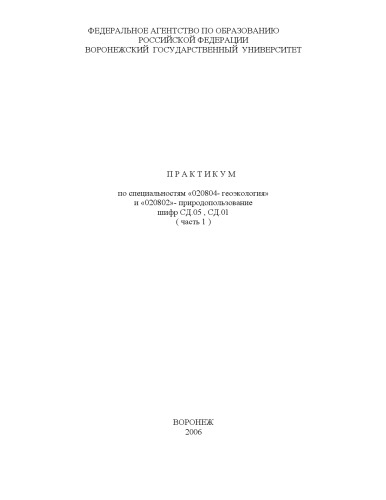 ФЕДЕРАЛЬНОЕ АГЕНТСТВО ПО ОБРАЗОВАНИЮ
РОССИЙСКОЙ ФЕДЕРАЦИИ
ВОРОНЕЖСКИЙ ГОСУДАРСТВЕННЫЙ УНИВЕРСИТЕТ
П Р А К Т И К У М
по специальностям «020804- геоэкология»
и «020802»- природопользование
шифр СД.05 , СД.01
( часть 1 )
ВОРОНЕЖ
2006